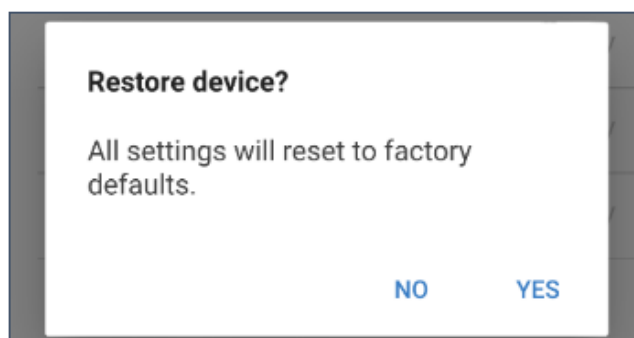 Restore device?
All settings will reset to factory
defaults.
NO YES